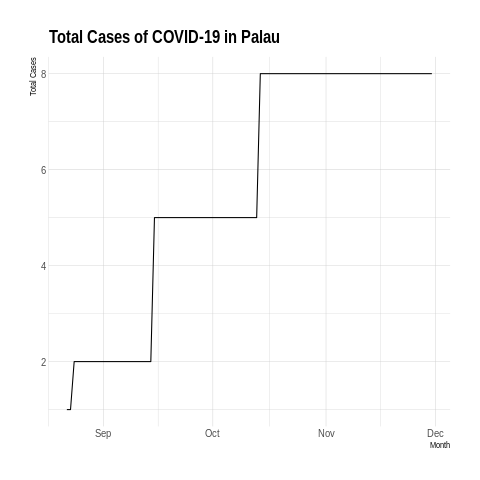 Total Cases of COVID-19 in Palau
Total Cases
8
6
4
2
Sep Oct Nov Dec
Month